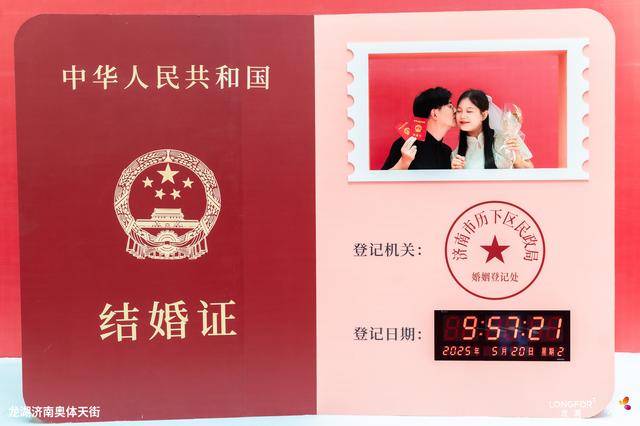 中华人民共和国
结婚证
登记机关：
济南市历下区民政局
婚姻登记处
登记日期：
9:57:21
2025年 5月20日 星期2
龙湖济南奥体天街
LONGFOR
龙湖